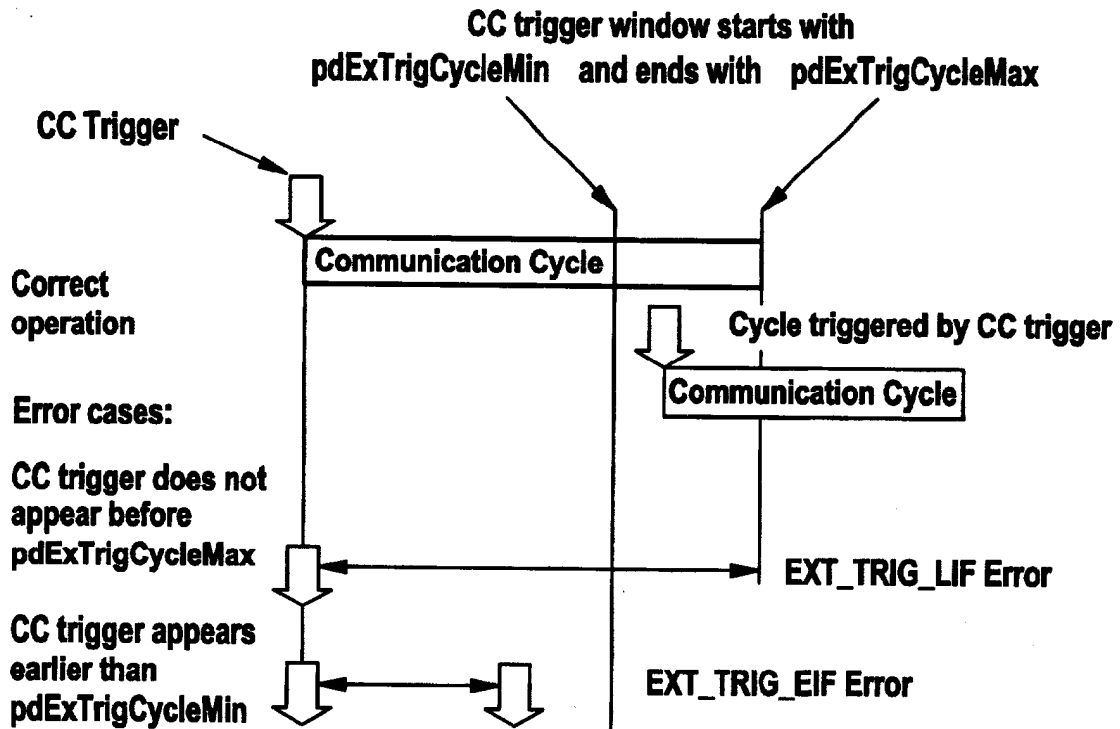 CC trigger window starts with
pdExTrigCycleMin and ends with pdExTrigCycleMax
CC Trigger
Communication Cycle
Correct
operation
Cycle triggered by CC trigger
Communication Cycle
Error cases:
CC trigger does not
appear before
pdExTrigCycleMax
EXT_TRIG_LIF Error
CC trigger appears
earlier than
pdExTrigCycleMin
EXT_TRIG_EIF Error